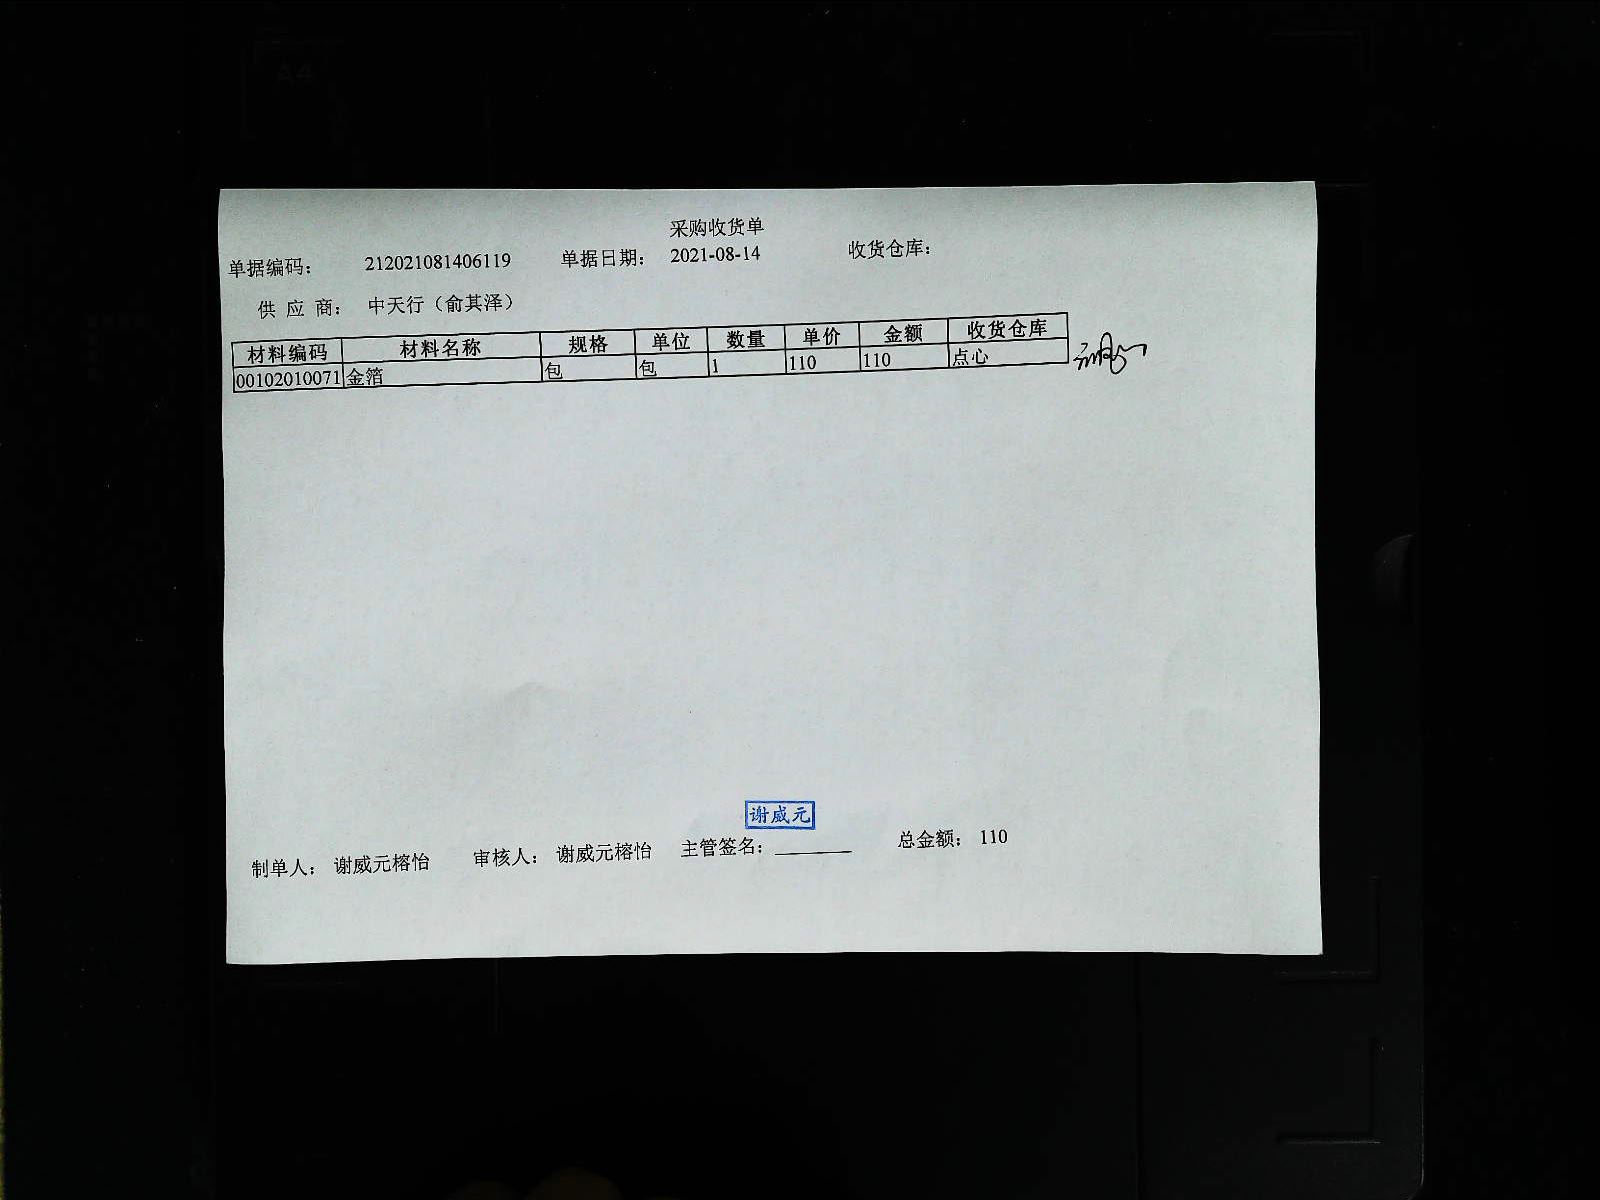 采购收货单
单据编码： 212021081406119 单据日期： 2021-08-14 收货仓库：
供 应 商： 中天行（俞其泽）
材料编码 材料名称 规格 单位 数量 单价 金额 收货仓库
00102010071 金箔 包 包 1 110 110 点心
谢威元
制单人： 谢威元榕怡 审核人： 谢威元榕怡 主管签名：________ 总金额： 110